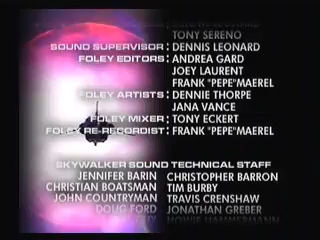 TONY SERENO
SOUND SUPERVISOR: DENNIS LEONARD
FOLEY EDITORS: ANDREA GARD
JOEY LAURENT
FRANK "PEPE"MAEREL
FOLEY ARTISTS: DENNIE THORPE
JANA VANCE
FOLEY MIXER: TONY ECKERT
FOLEY RE-RECORDIST: FRANK "PEPE"MAEREL
SKYWALKER SOUND TECHNICAL STAFF
JENNIFER BARIN CHRISTOPHER BARRON
CHRISTIAN BOATSMAN TIM BURBY
JOHN COUNTRYMAN TRAVIS CRENSHAW
DOUG FORD JONATHAN GREBER
HOWIE HAMMERMANN